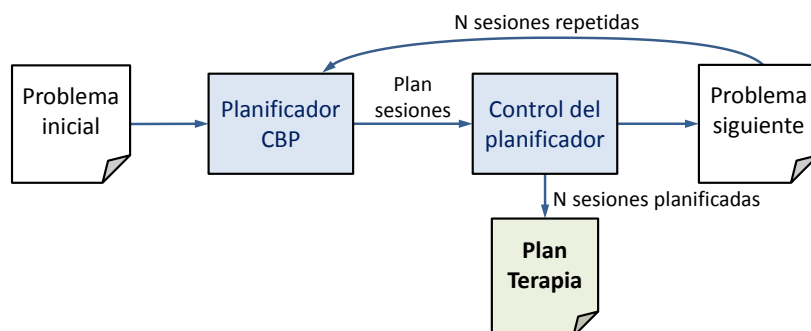 N sesiones repetidas
Problema
inicial
Planificador
CBP
Plan
sesiones
Control del
planificador
Problema
siguiente
N sesiones planificadas
Plan
Terapia